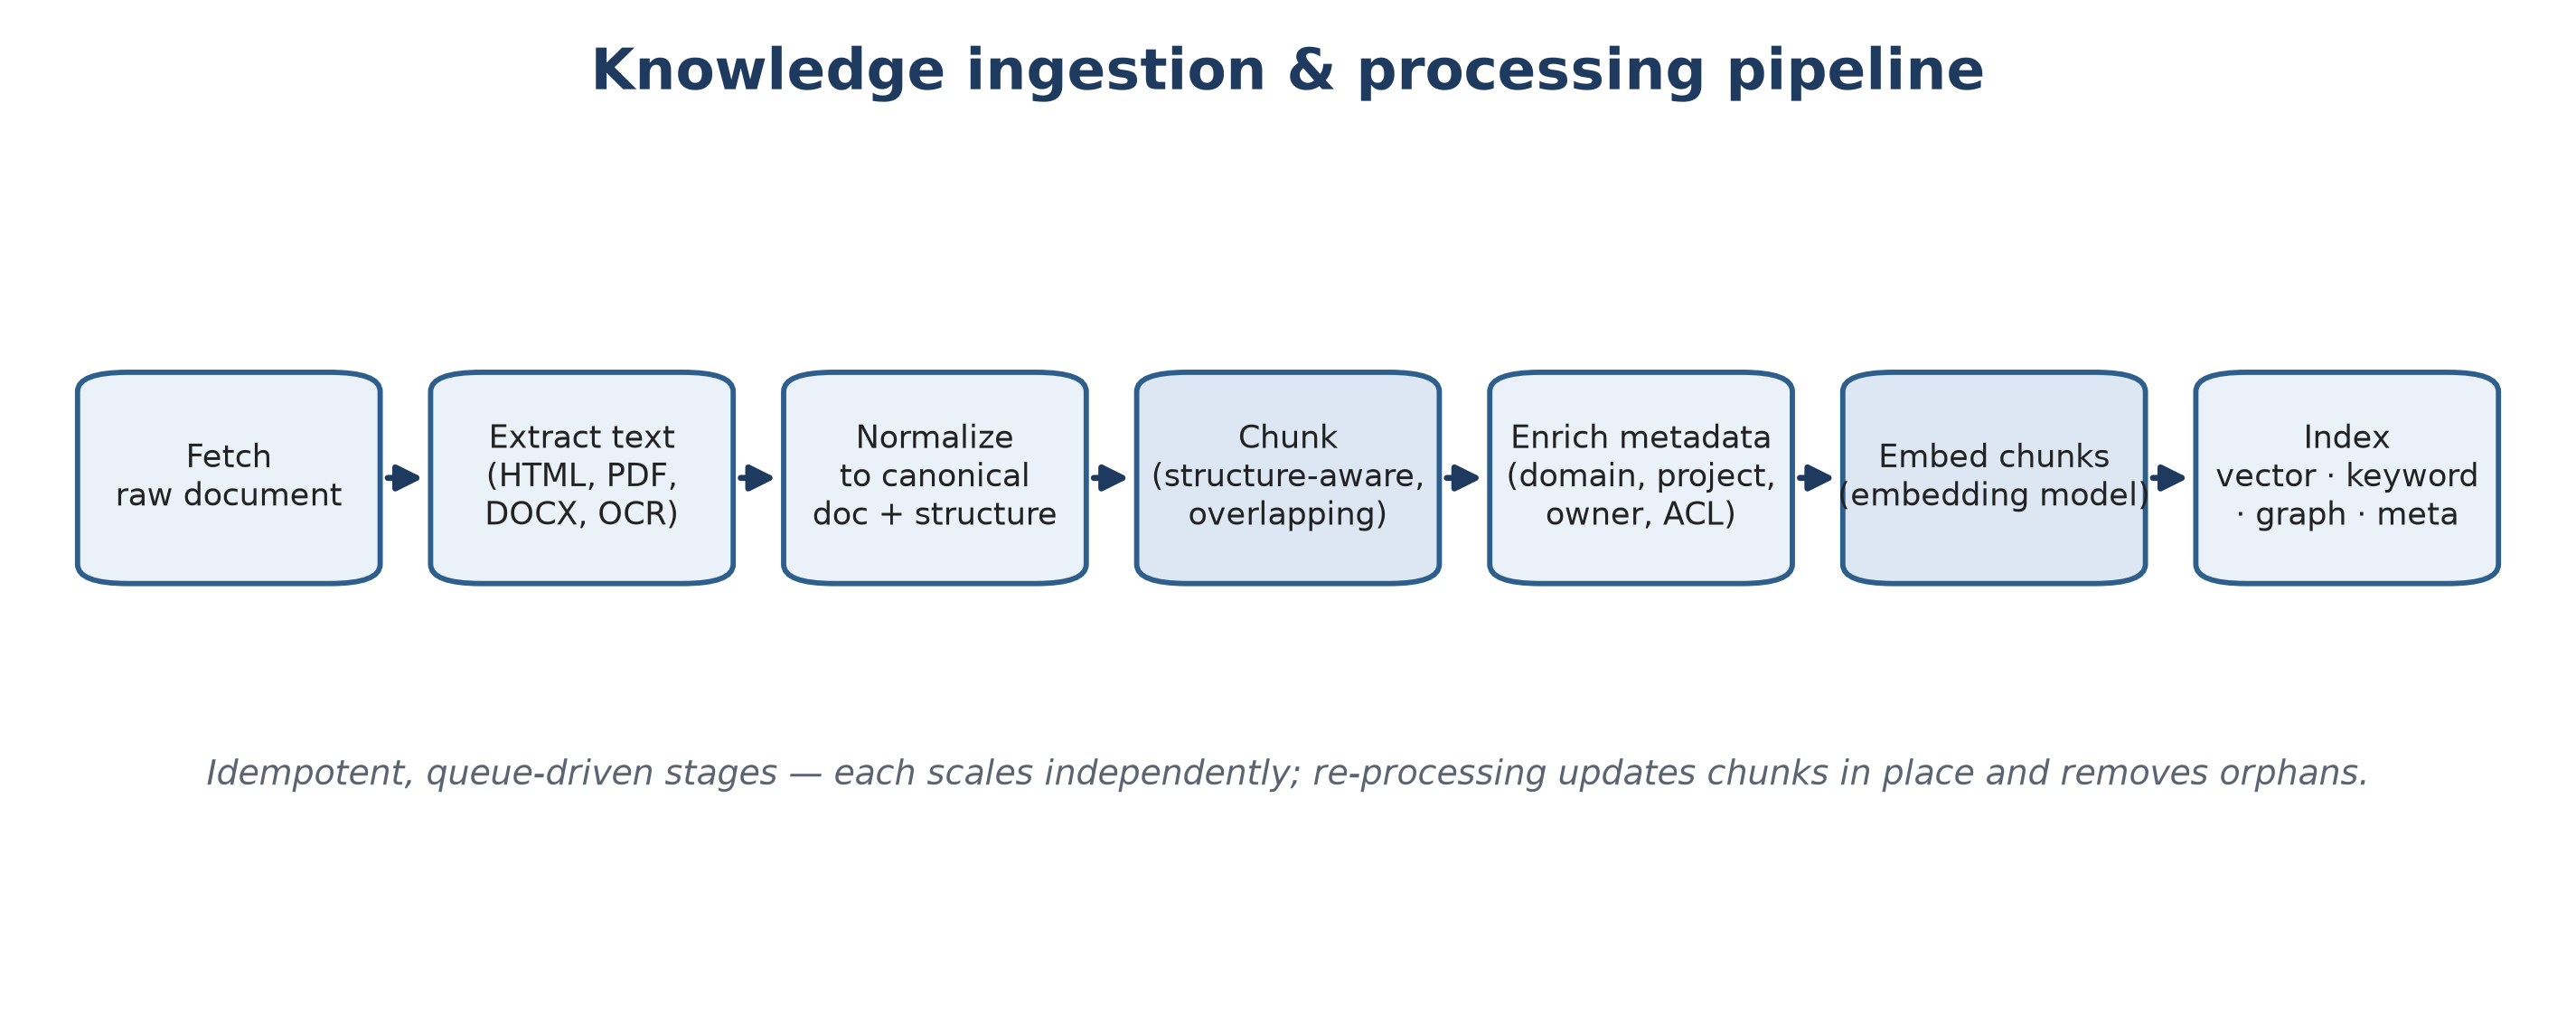 Knowledge ingestion & processing pipeline
Fetch
raw document
Extract text
(HTML, PDF,
DOCX, OCR)
Normalize
to canonical
doc + structure
Chunk
(structure-aware,
overlapping)
Enrich metadata
(domain, project,
owner, ACL)
Embed chunks
(embedding model)
Index
vector · keyword
· graph · meta
Idempotent, queue-driven stages — each scales independently; re-processing updates chunks in place and removes orphans.